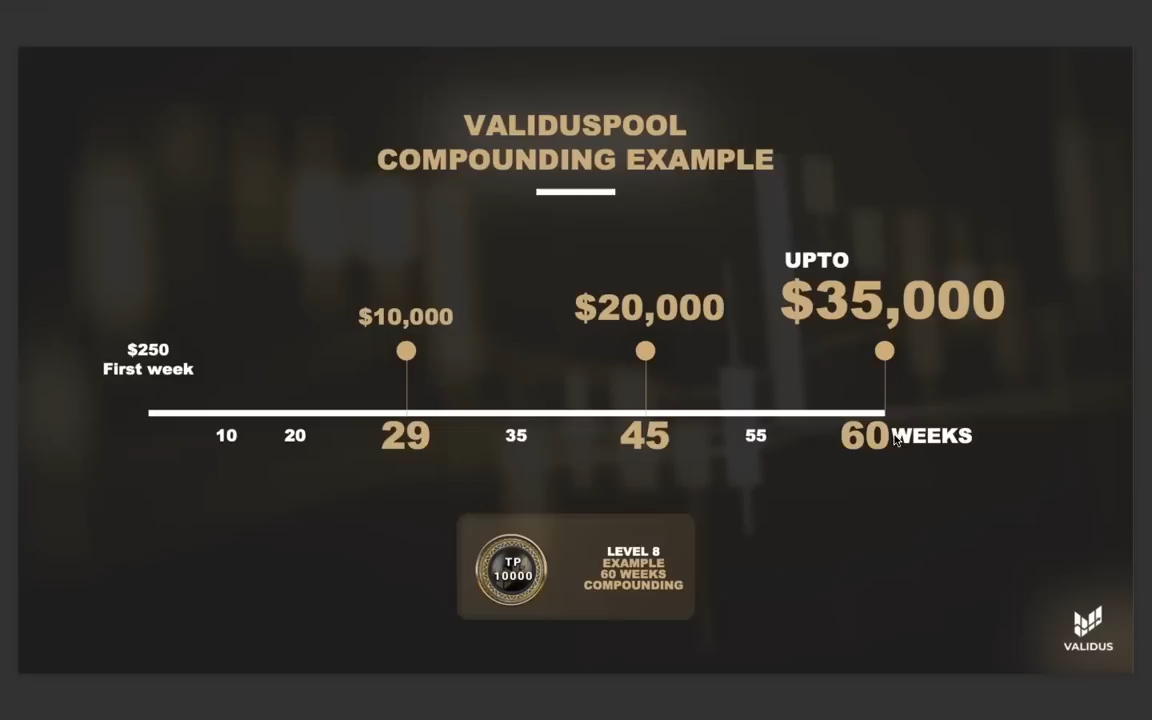 VALIDUSPOOL
COMPOUNDING EXAMPLE
UPTO
$35,000
$20,000
$10,000
$250
First week
10 20 29 35 45 55 60 WEEKS
TP
10000
LEVEL 8
EXAMPLE
60 WEEKS
COMPOUNDING
VALIDUS